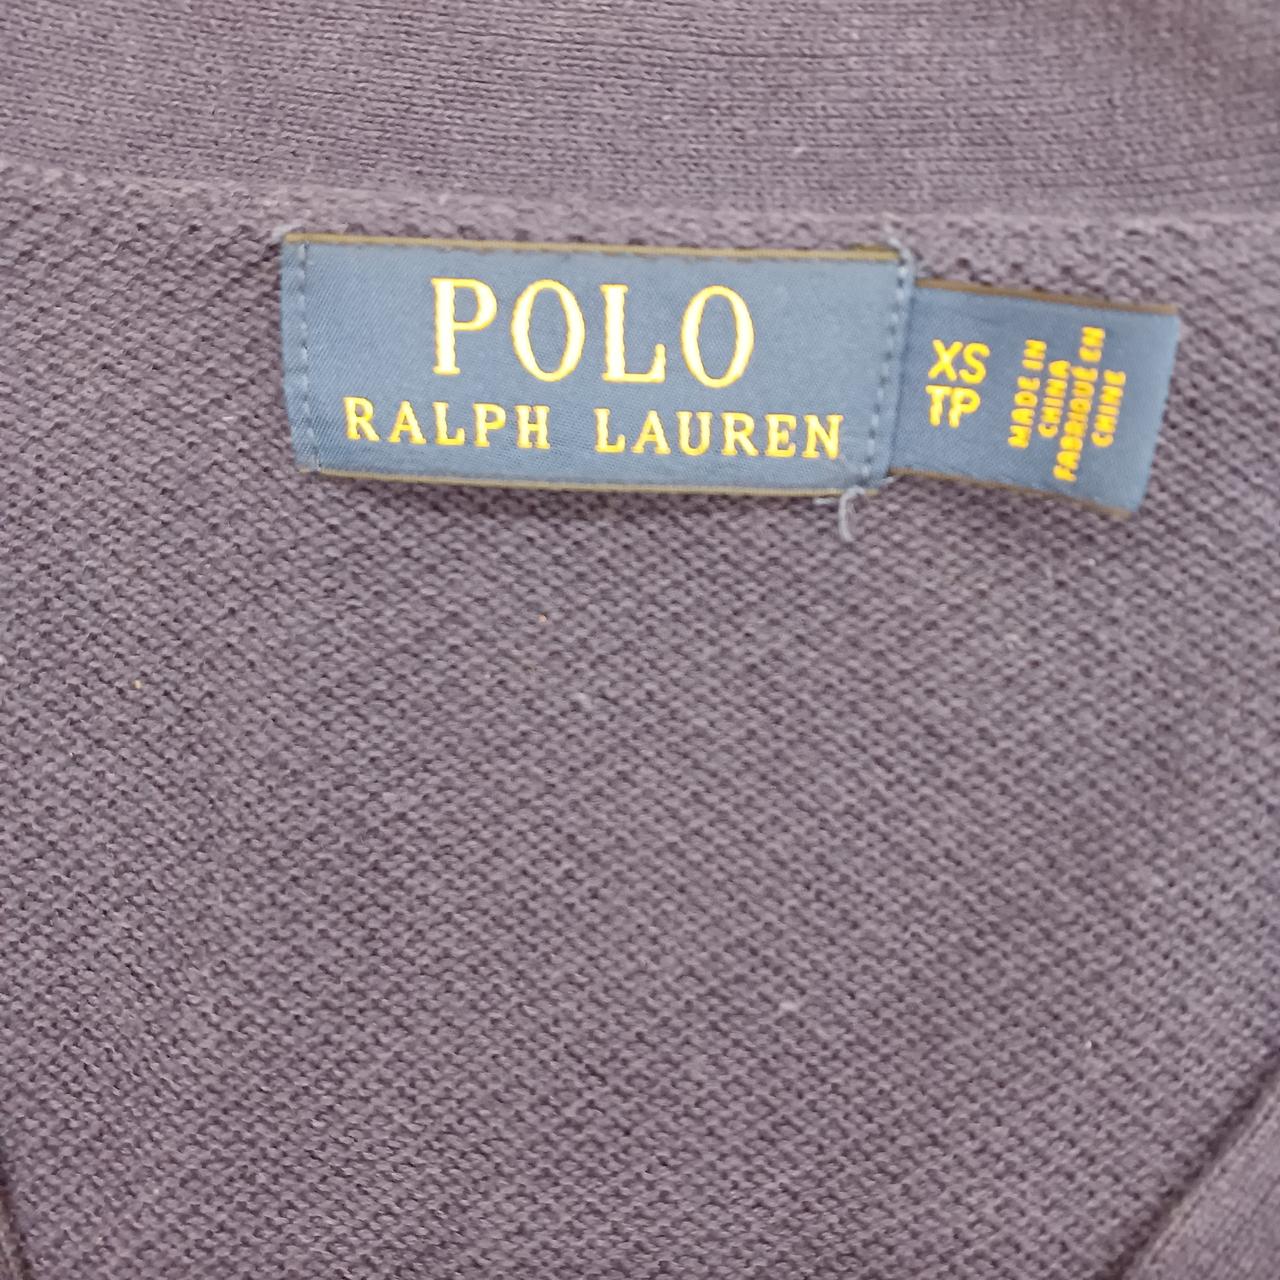 POLO
RALPH LAUREN
XS
TP
MADE IN
CHINA
FABRIQUÉ EN
CHINE